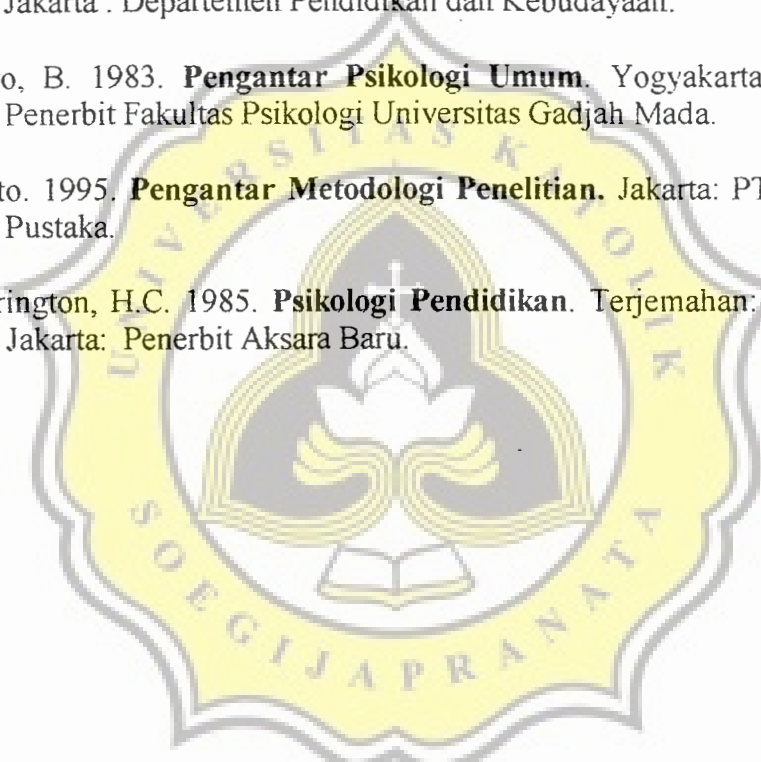 Jakarta : Departemen Pendidikan dan Kebudayaan.
o, B. 1983. Pengantar Psikologi Umum. Yogyakarta
Penerbit Fakultas Psikologi Universitas Gadjah Mada.
to. 1995. Pengantar Metodologi Penelitian. Jakarta: PT
Pustaka.
rington, H.C. 1985. Psikologi Pendidikan. Terjemahan:
Jakarta: Penerbit Aksara Baru.
UNIVERSITAS KATOLIK
SOEGIJAPRANATA